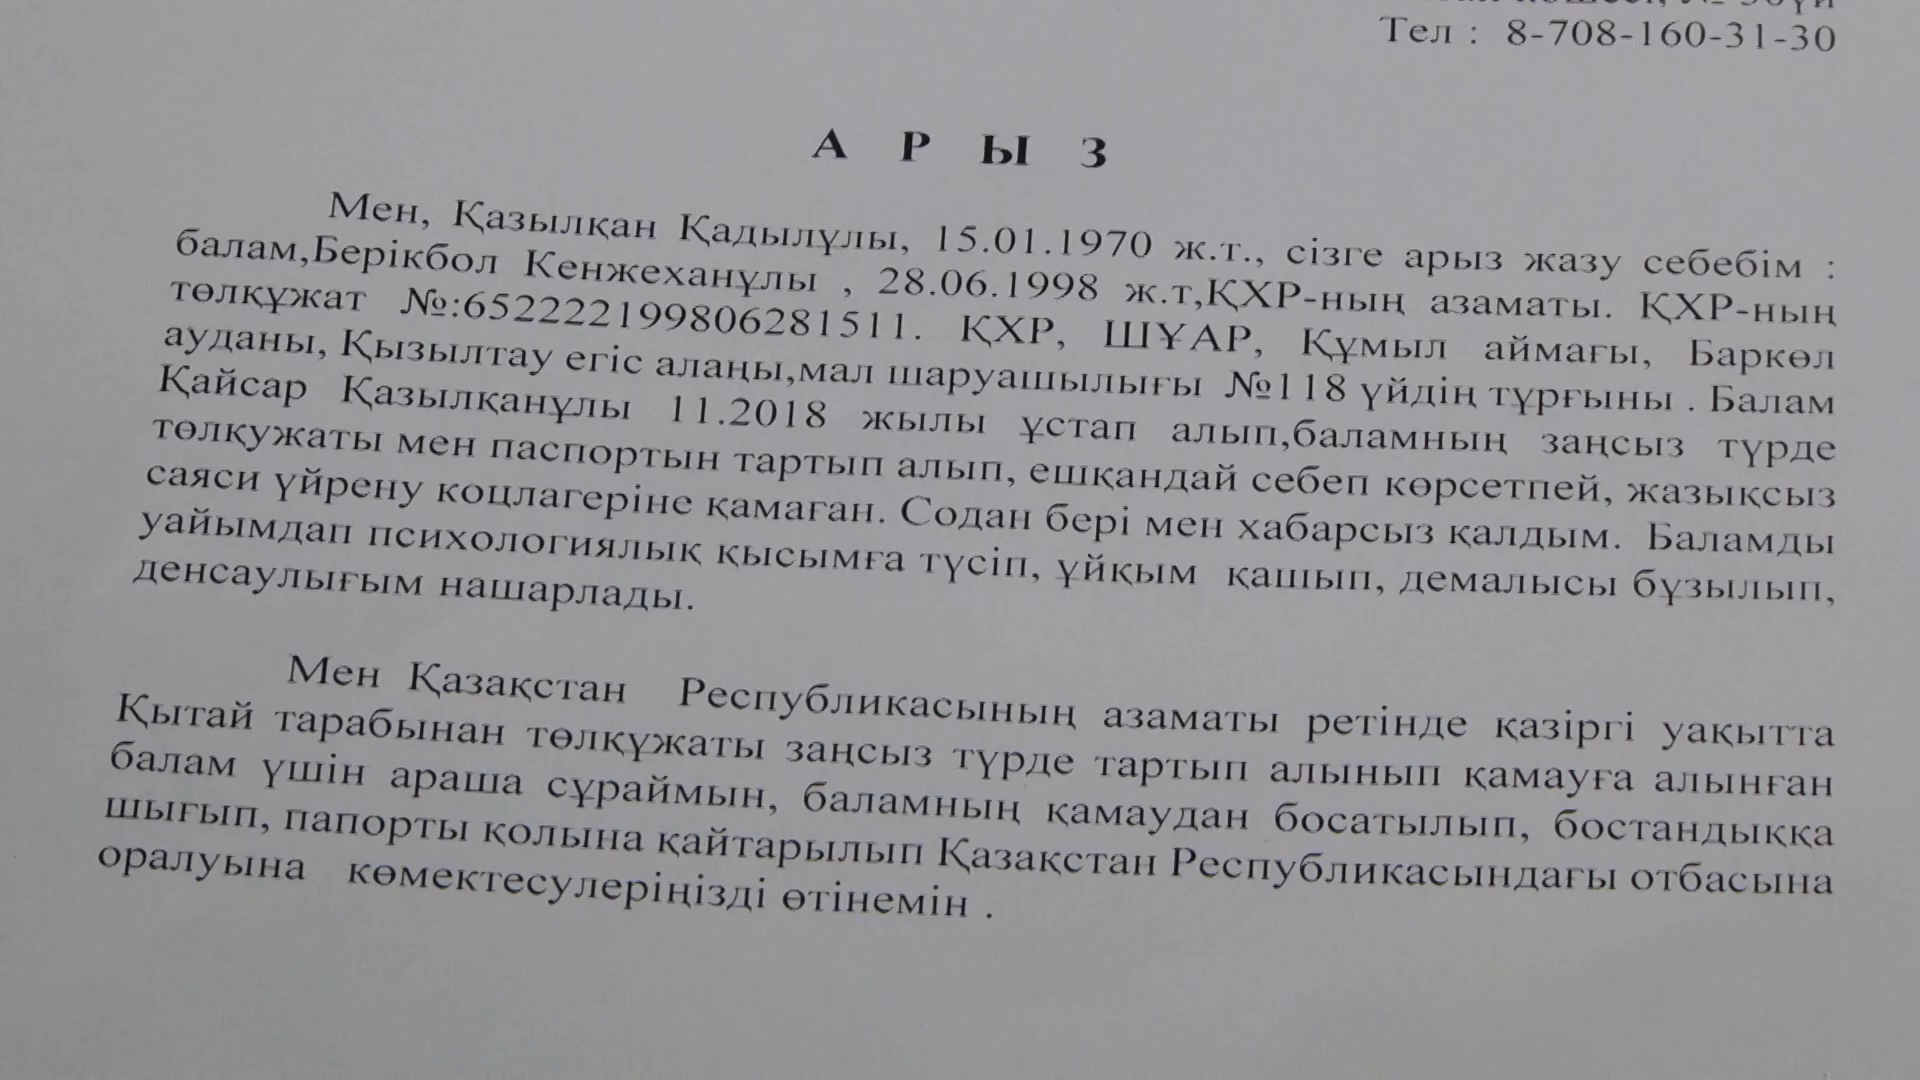 Тел : 8-708-160-31-30
А Р Ы З
Мен, Қазылқан Қадылұлы, 15.01.1970 ж.т., сізге арыз жазу себебім :
балам,Берікбол Кенжеханұлы , 28.06.1998 ж.т,ҚХР-ның азаматы. ҚХР-ның
төлқұжат №:652222199806281511. ҚХР, ШҰАР, Құмыл аймағы, Баркөл
ауданы, Қызылтау егіс алаңы,мал шаруашылығы №118 үйдің тұрғыны . Балам
Қайсар Қазылқанұлы 11.2018 жылы ұстап алып,баламның заңсыз түрде
төлқужаты мен паспортын тартып алып, ешқандай себеп көрсетпей, жазықсыз
саяси үйрену коцлагеріне қамаған. Содан бері мен хабарсыз қалдым. Баламды
уайымдап психологиялық қысымға түсіп, ұйқым қашып, демалысы бұзылып,
денсаулығым нашарлады.
Мен Қазақстан Республикасының азаматы ретінде қазіргі уақытта
Қытай тарабынан төлқұжаты заңсыз түрде тартып алынып қамауға алынған
балам үшін араша сұраймын, баламның қамаудан босатылып, бостандыққа
шығып, папорты қолына қайтарылып Қазақстан Республикасындағы отбасына
оралуына көмектесулеріңізді өтінемін .